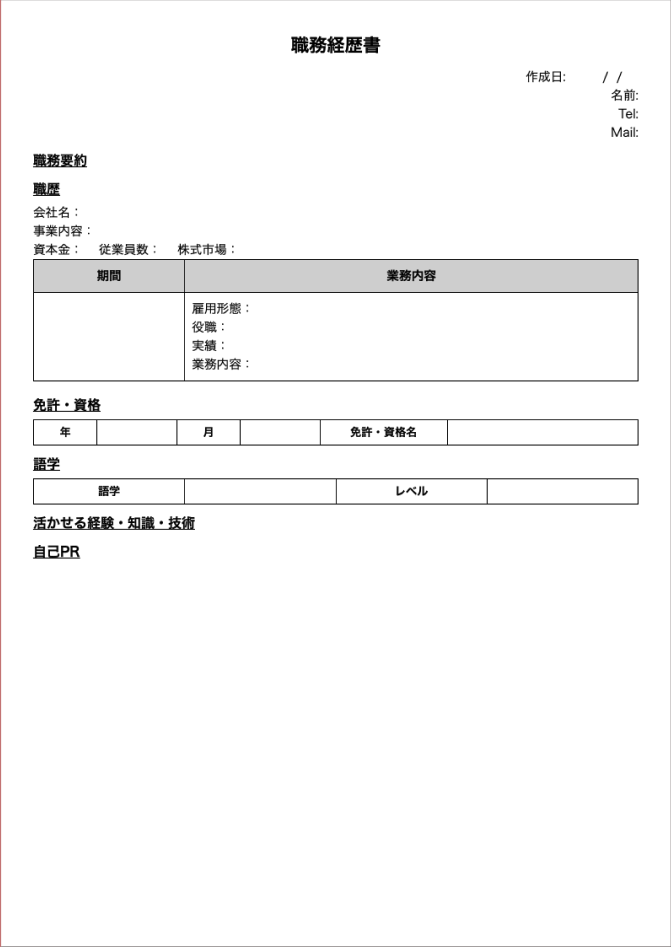 職務経歴書
作成日: / /
名前:
Tel:
Mail:
職務要約
職歴
会社名：
事業内容：
資本金： 従業員数： 株式市場：
期間 業務内容
雇用形態：
役職：
実績：
業務内容：
免許・資格
年 月 免許・資格名
語学
語学 レベル
活かせる経験・知識・技術
自己PR